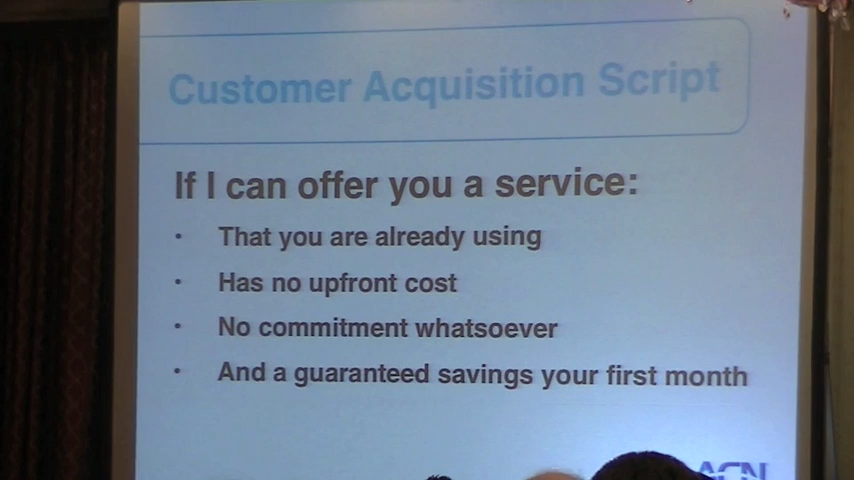 Customer Acquisition Script
If I can offer you a service:
• That you are already using
• Has no upfront cost
• No commitment whatsoever
• And a guaranteed savings your first month
ACN